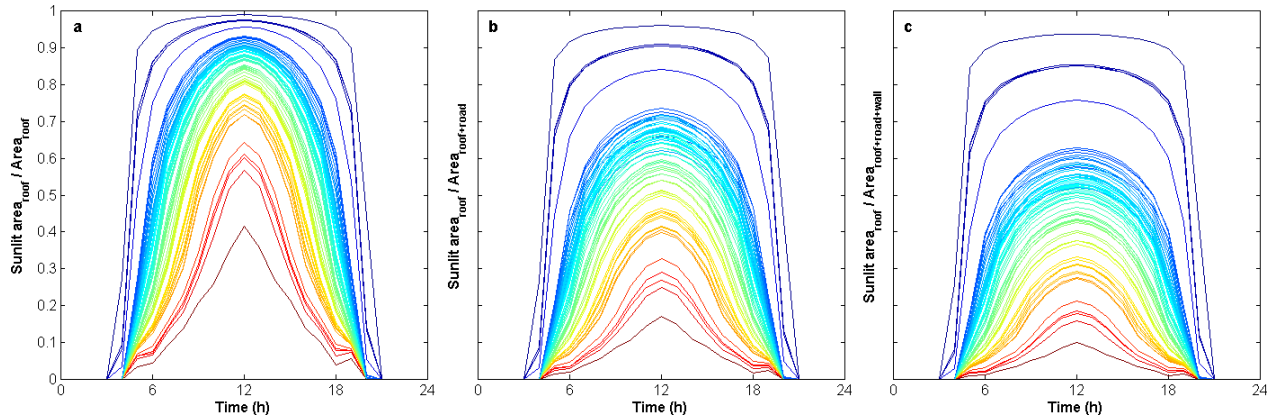 a
b
c
1
0.9
0.8
0.7
0.6
0.5
0.4
0.3
0.2
0.1
0
Sunlit area_roof / Area_roof
Sunlit area_roof / Area_roof+road
Sunlit area_roof / Area_roof+road+wall
0 6 12 18 24
0 6 12 18 24
0 6 12 18 24
Time (h)
Time (h)
Time (h)